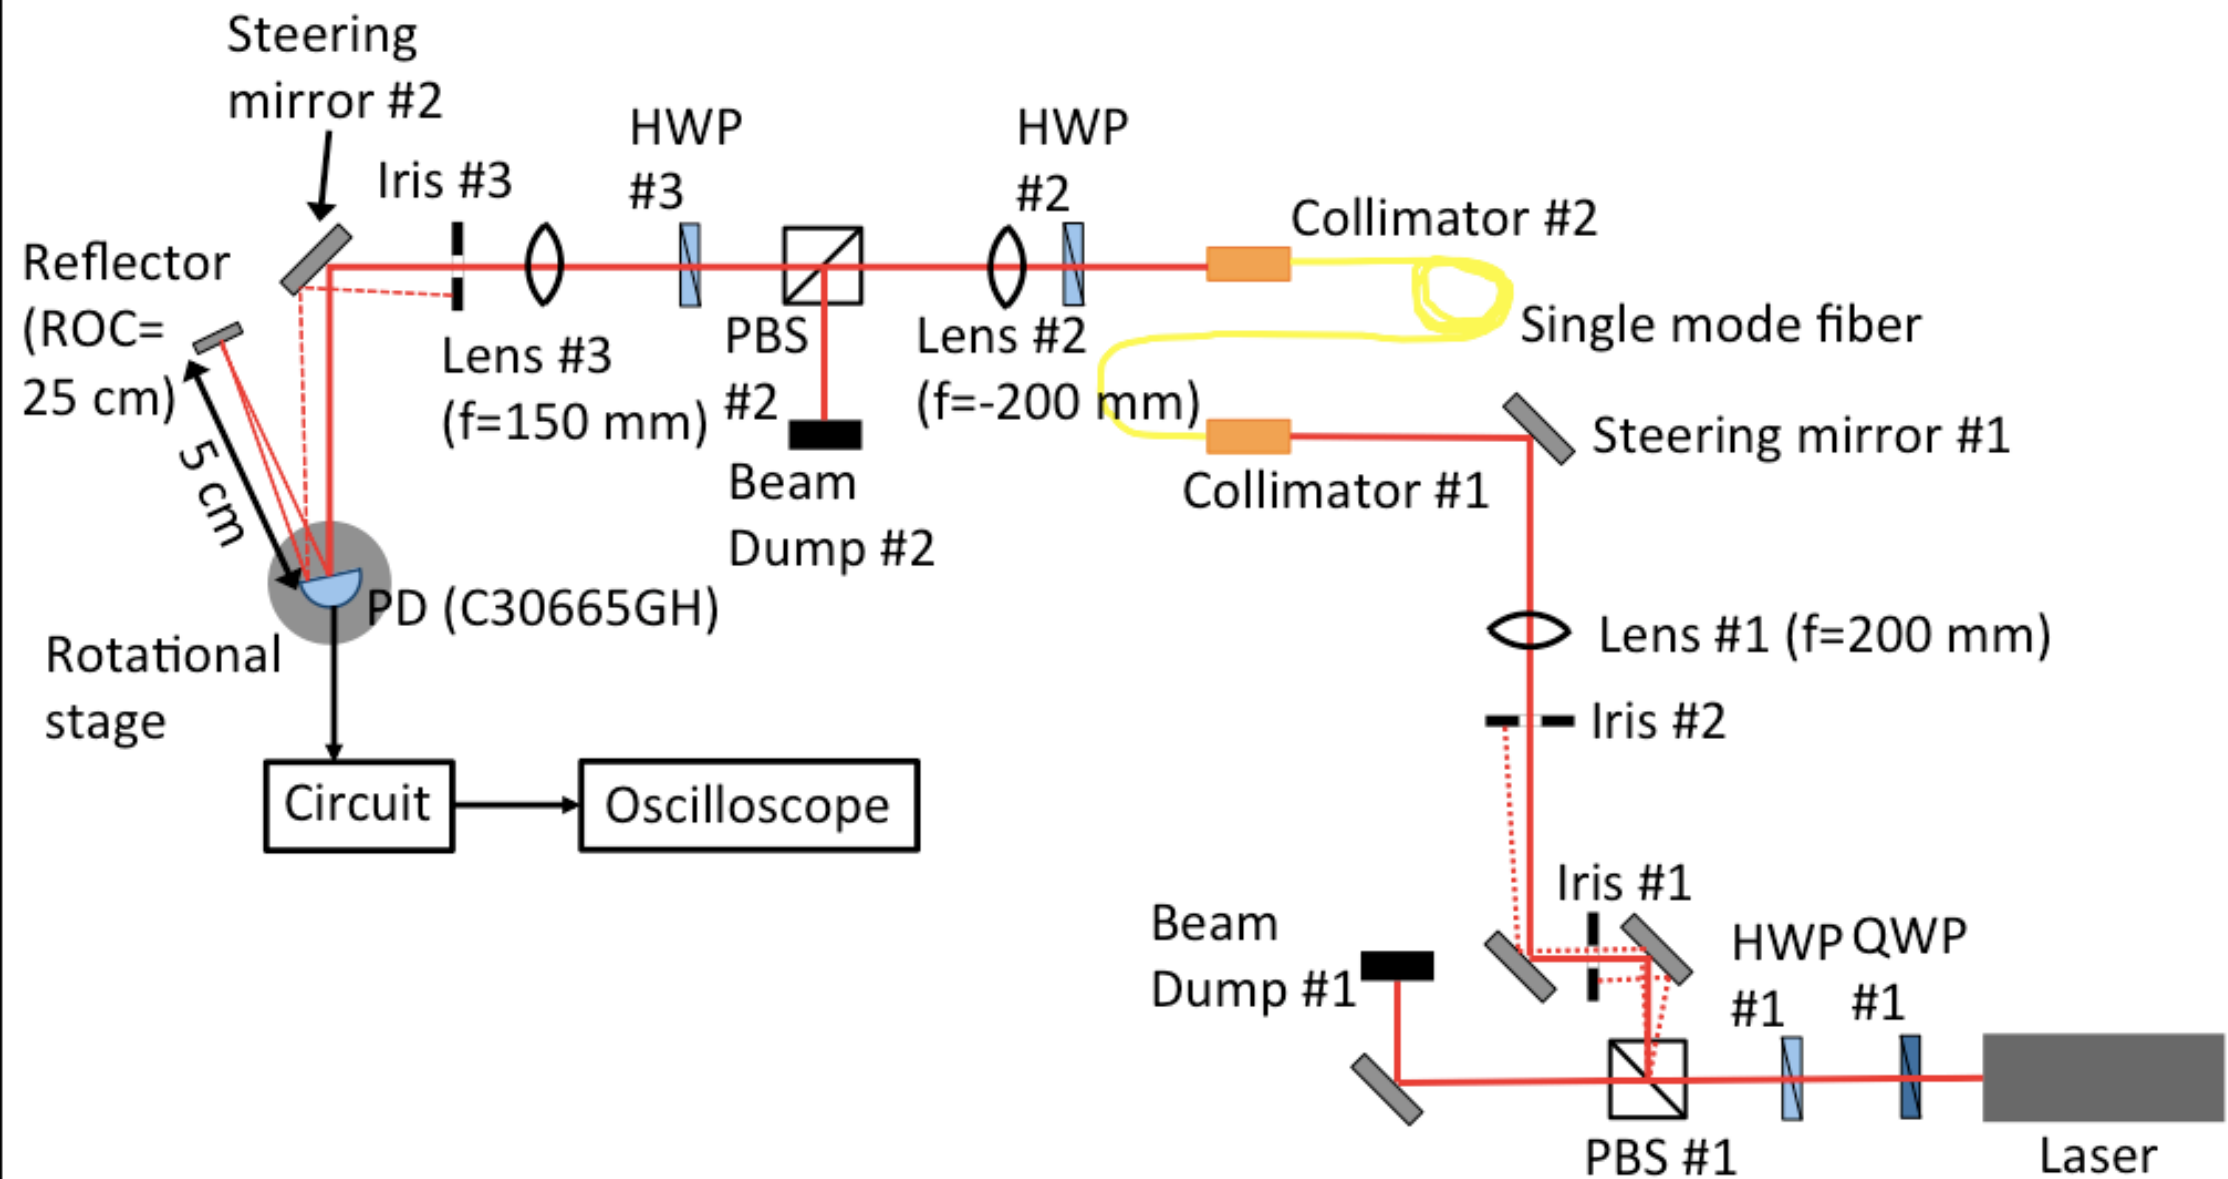 Steering
mirror #2
Iris #3
HWP
#3
HWP
#2
Collimator #2
Single mode fiber
Reflector
(ROC=
25 cm)
5 cm
Lens #3
(f=150 mm)
PBS
#2
Lens #2
(f=-200 mm)
Beam
Dump #2
Collimator #1
Steering mirror #1
PD (C30665GH)
Rotational
stage
Lens #1 (f=200 mm)
Iris #2
Circuit
Oscilloscope
Iris #1
Beam
Dump #1
HWP
#1
QWP
#1
PBS #1
Laser